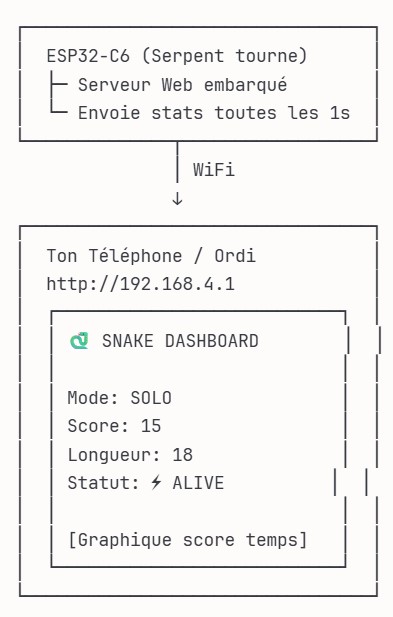 ESP32-C6 (Serpent tourne)
Serveur Web embarqué
Envoie stats toutes les 1s
WiFi
Ton Téléphone / Ordi
http://192.168.4.1
🐍 SNAKE DASHBOARD
Mode: SOLO
Score: 15
Longueur: 18
Statut: ⚡ ALIVE
[Graphique score temps]